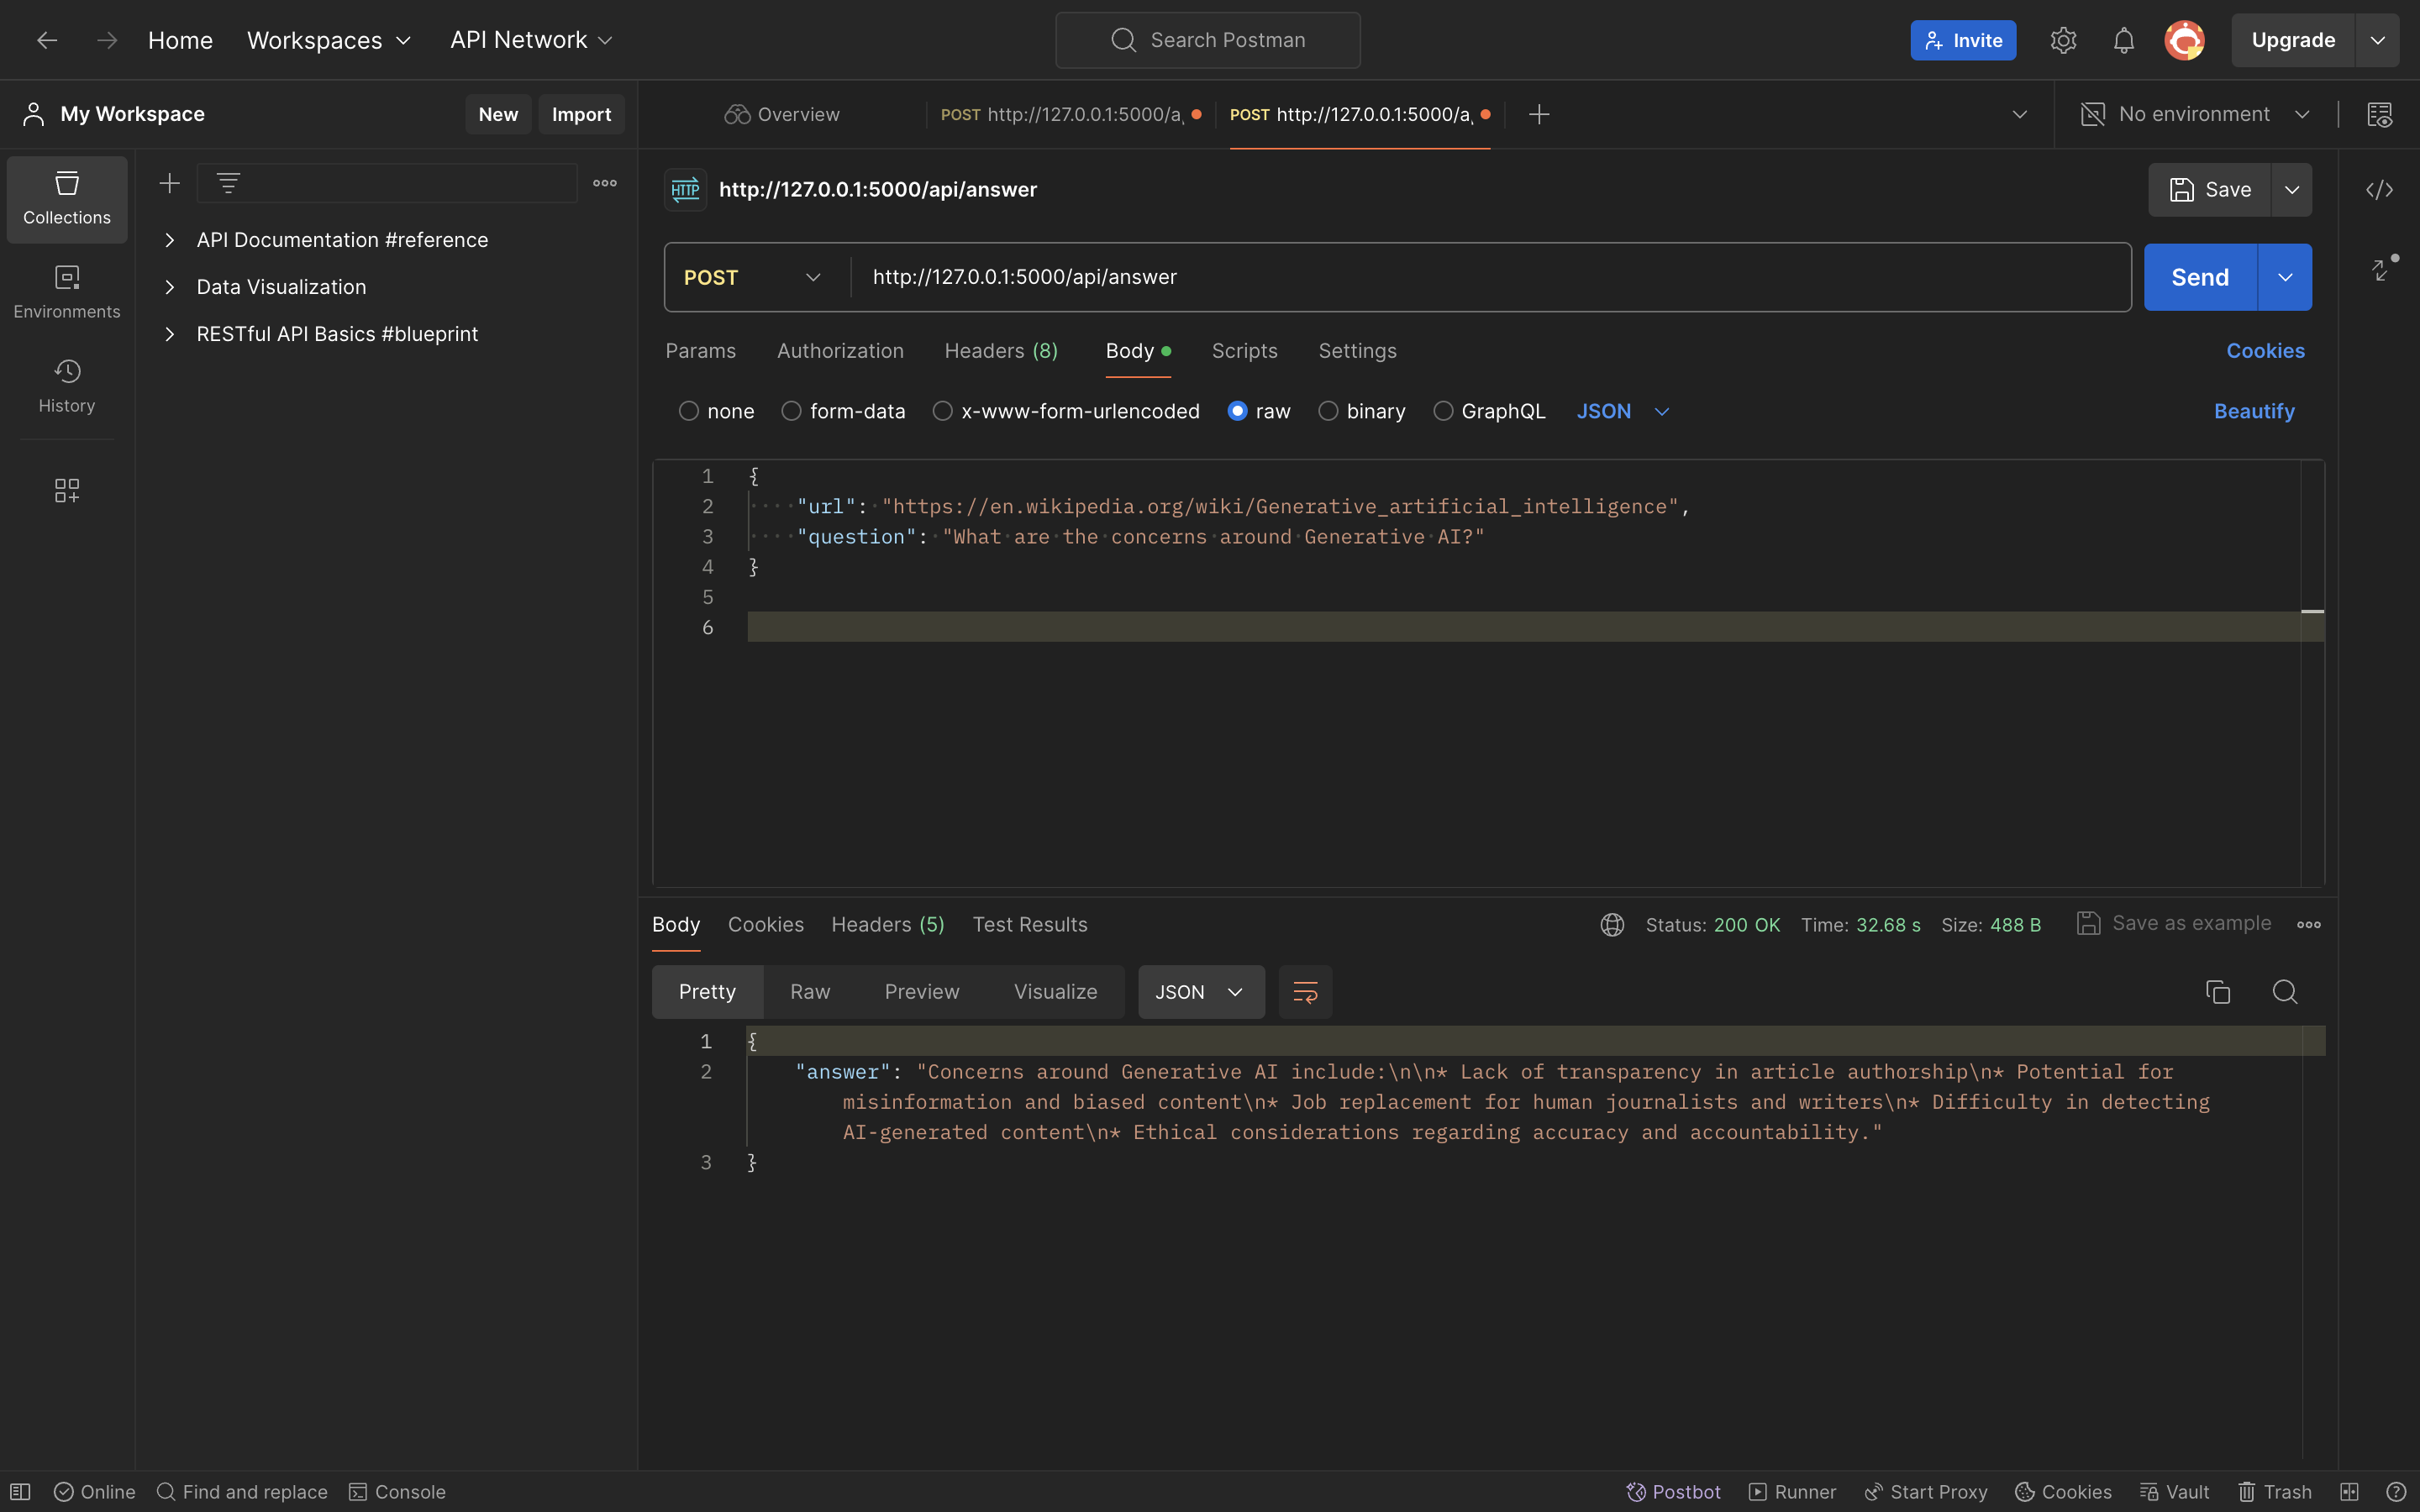 Home Workspaces API Network Search Postman Invite Upgrade
My Workspace New Import Overview POST http://127.0.0.1:5000/a POST http://127.0.0.1:5000/a No environment
Collections
Environments
History
API Documentation #reference
Data Visualization
RESTful API Basics #blueprint
HTTP http://127.0.0.1:5000/api/answer Save
POST http://127.0.0.1:5000/api/answer Send
Params Authorization Headers (8) Body Scripts Settings Cookies
none form-data x-www-form-urlencoded raw binary GraphQL JSON Beautify
1 {
2 "url": "https://en.wikipedia.org/wiki/Generative_artificial_intelligence",
3 "question": "What are the concerns around Generative AI?"
4 }
5
6
Body Cookies Headers (5) Test Results Status: 200 OK Time: 32.68 s Size: 488 B Save as example
Pretty Raw Preview Visualize JSON
1 {
2 "answer": "Concerns around Generative AI include:\n\n* Lack of transparency in article authorship\n* Potential for
misinformation and biased content\n* Job replacement for human journalists and writers\n* Difficulty in detecting
AI-generated content\n* Ethical considerations regarding accuracy and accountability."
3 }
Online Find and replace Console Postbot Runner Start Proxy Cookies Vault Trash